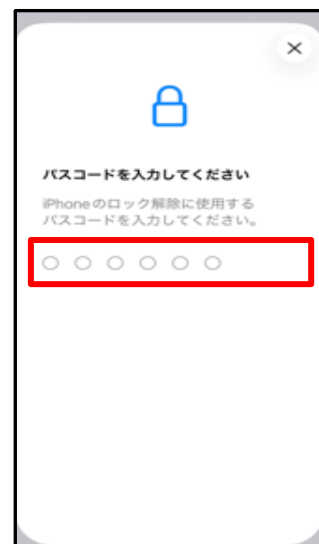 パスコードを入力してください
iPhoneのロック解除に使用する
パスコードを入力してください。